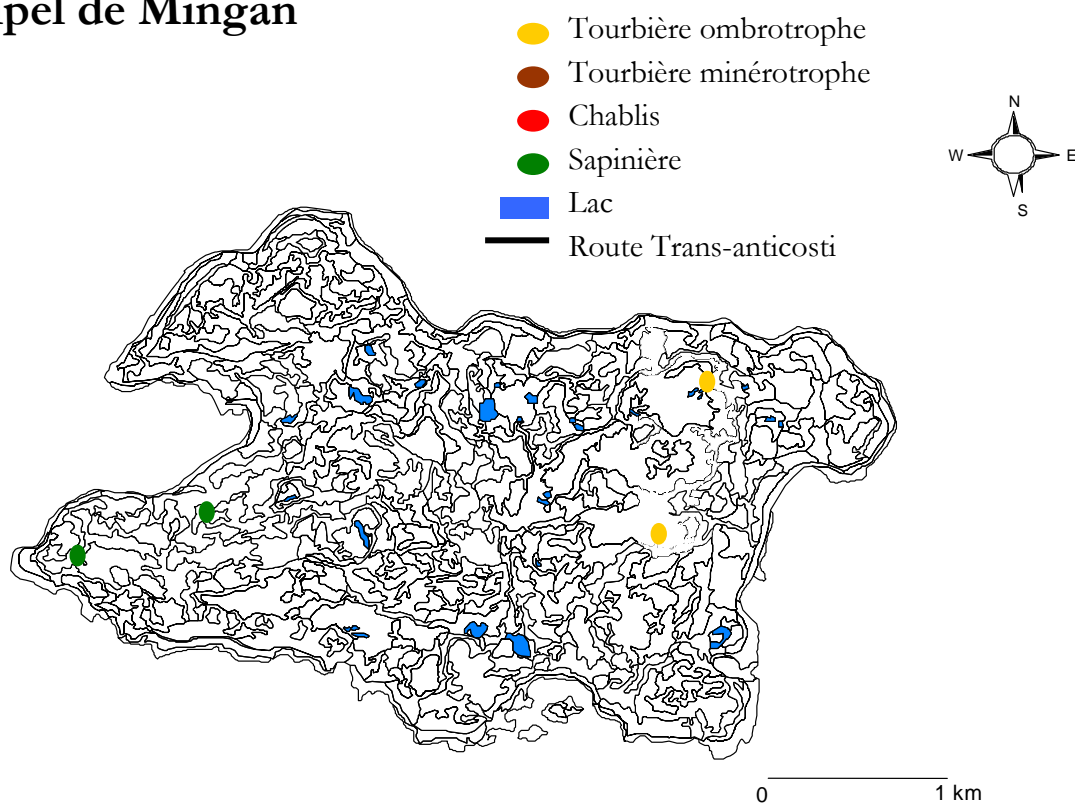 pel de Mingan
Tourbière ombrotrophe
Tourbière minérotrophe
Chablis
Sapinière
Lac
Route Trans-anticosti
N
W E
S
0 1 km